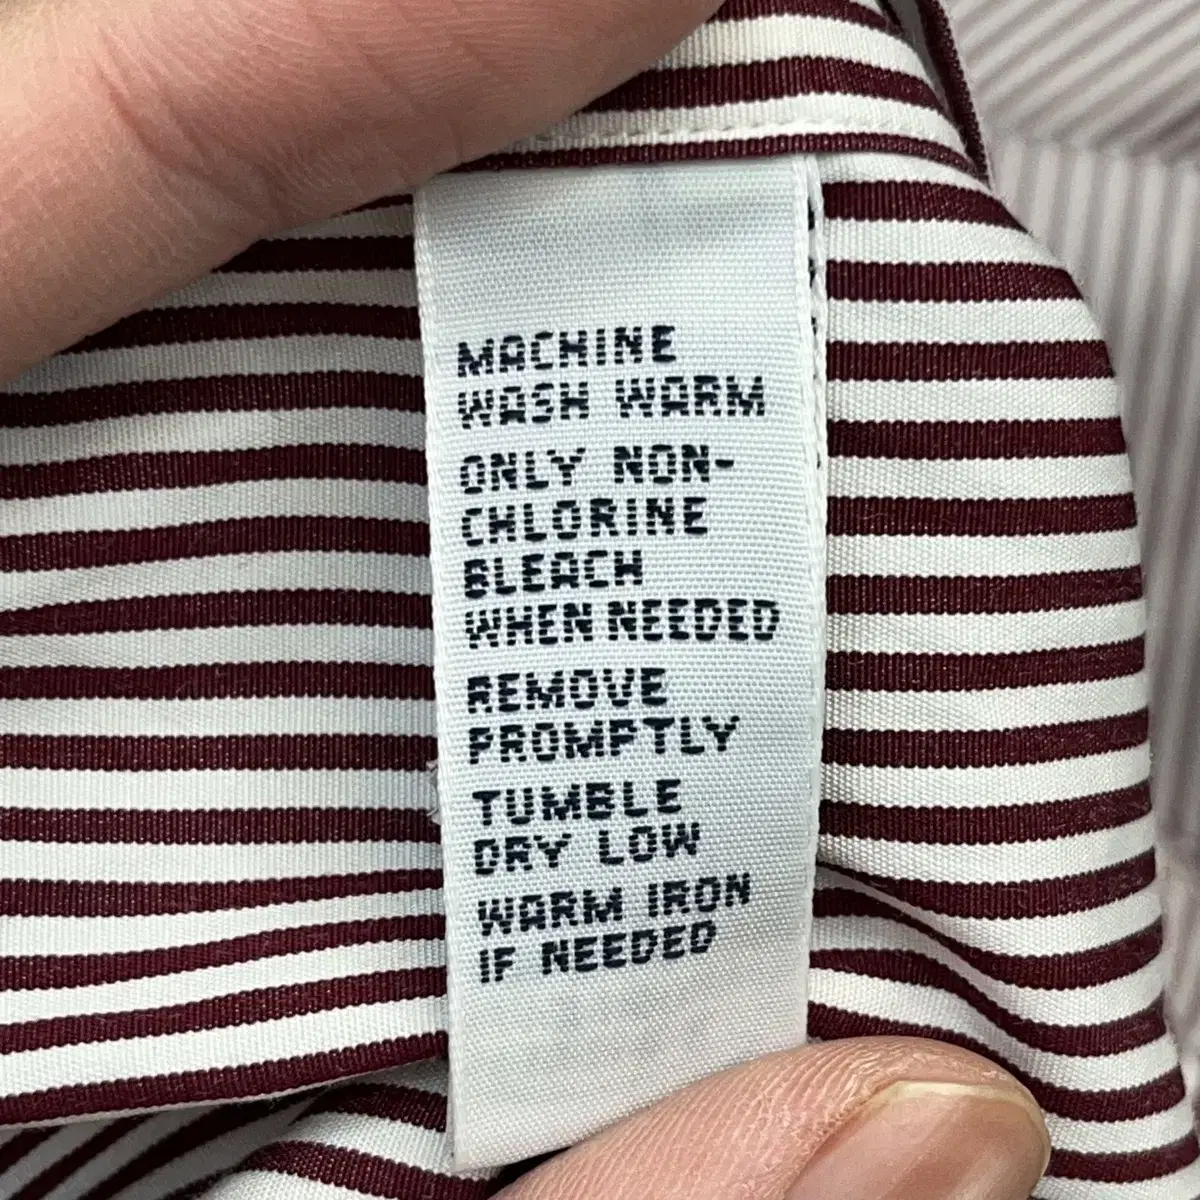 MACHINE
WASH WARM
ONLY NON-
CHLORINE
BLEACH
WHEN NEEDED
REMOVE
PROMPTLY
TUMBLE
DRY LOW
WARM IRON
IF NEEDED